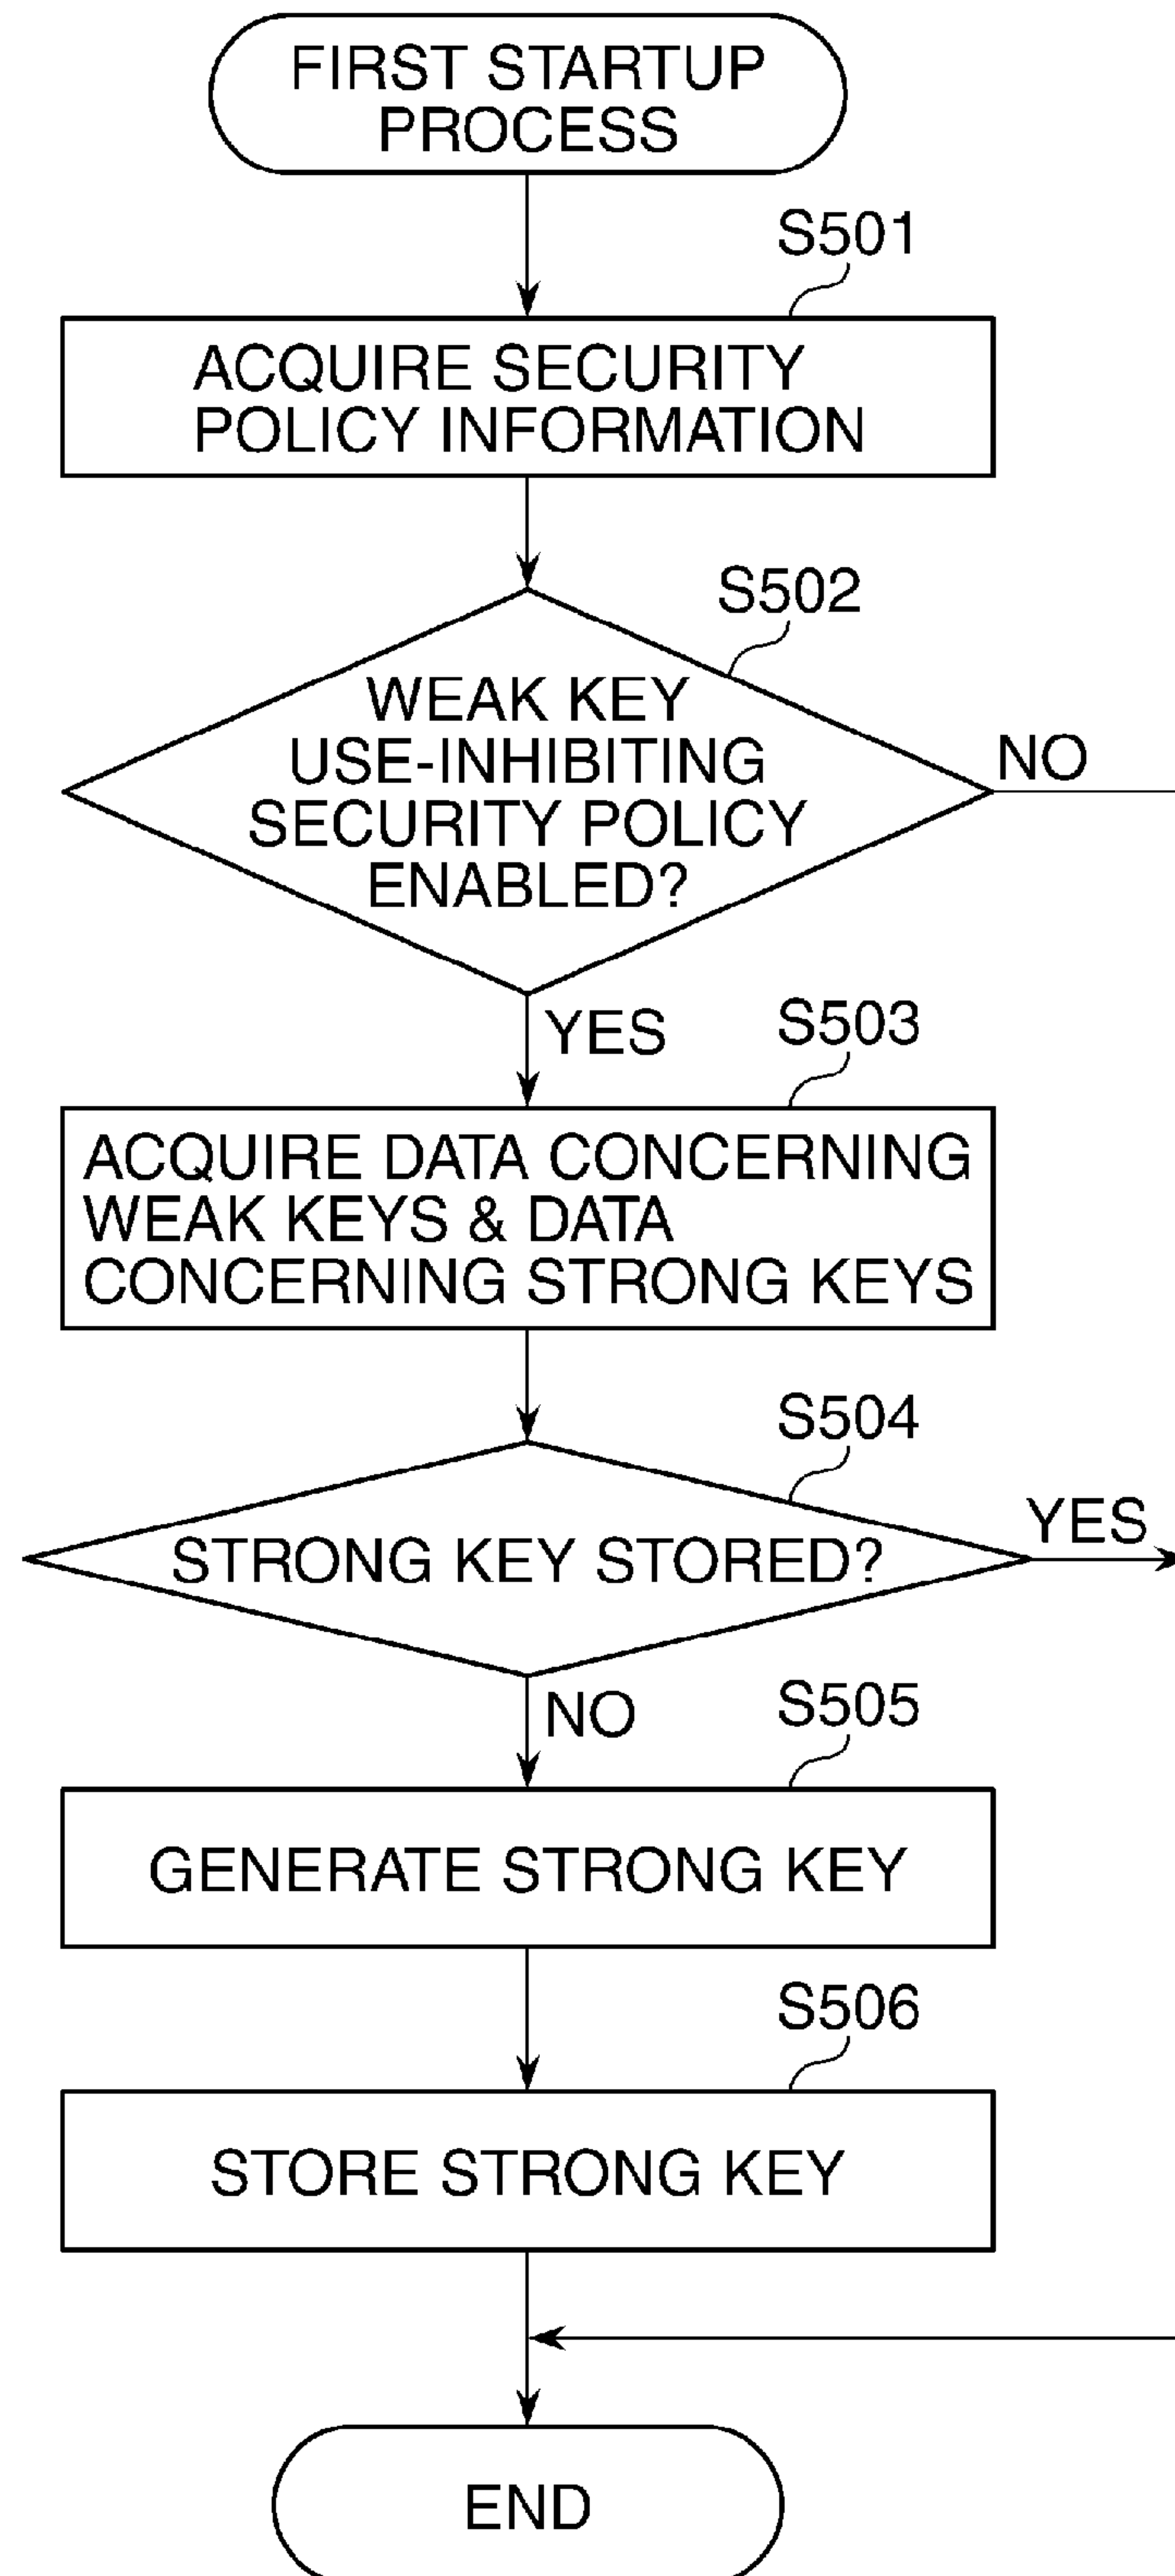 FIRST STARTUP
PROCESS
S501
ACQUIRE SECURITY
POLICY INFORMATION
S502
WEAK KEY
USE-INHIBITING
SECURITY POLICY
ENABLED?
NO
YES
S503
ACQUIRE DATA CONCERNING
WEAK KEYS & DATA
CONCERNING STRONG KEYS
S504
STRONG KEY STORED?
YES
NO
S505
GENERATE STRONG KEY
S506
STORE STRONG KEY
END